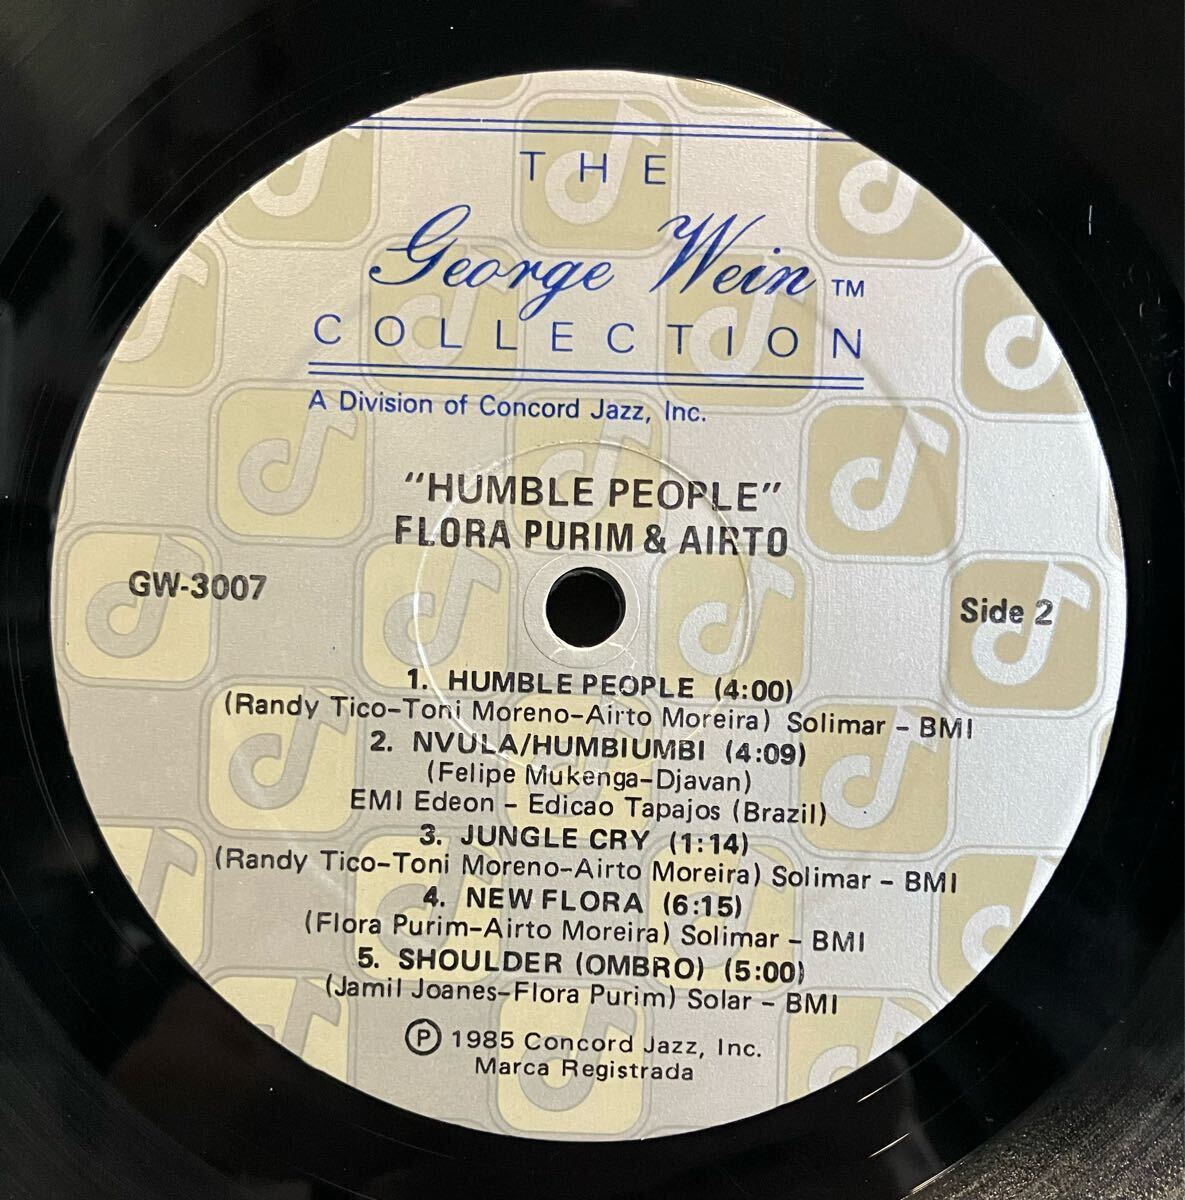 THE
George Wein TM
COLLECTION
A Division of Concord Jazz, Inc.
"HUMBLE PEOPLE"
FLORA PURIM & AIRTO
GW-3007
Side 2
1. HUMBLE PEOPLE (4:00)
(Randy Tico-Toni Moreno-Airto Moreira) Solimar - BMI
2. NVULA/HUMBIUMBI (4:09)
(Felipe Mukenga-Djavan)
EMI Edeon - Edicao Tapajos (Brazil)
3. JUNGLE CRY (1:14)
(Randy Tico-Toni Moreno-Airto Moreira) Solimar - BMI
4. NEW FLORA (6:15)
(Flora Purim-Airto Moreira) Solimar - BMI
5. SHOULDER (OMBRO) (5:00)
(Jamil Joanes-Flora Purim) Solar - BMI
Ⓟ 1985 Concord Jazz, Inc.
Marca Registrada